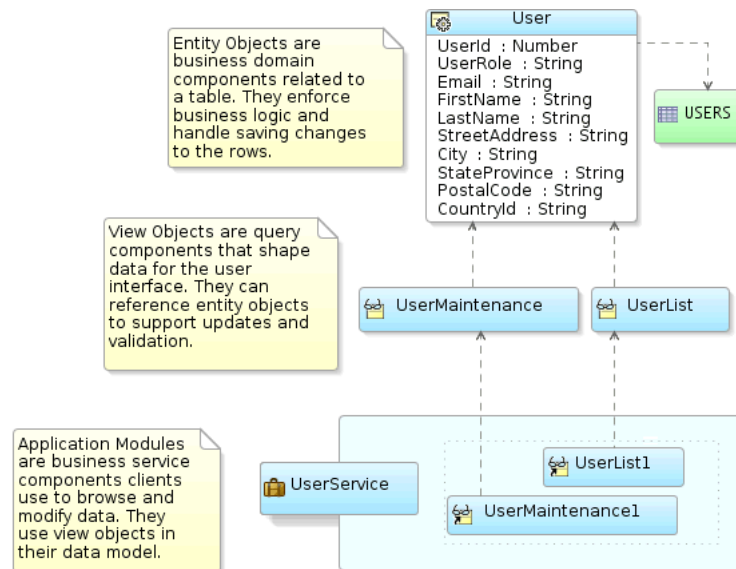 Entity Objects are
business domain
components related to
a table. They enforce
business logic and
handle saving changes
to the rows.
User
UserId : Number
UserRole : String
Email : String
FirstName : String
LastName : String
StreetAddress : String
City : String
StateProvince : String
PostalCode : String
CountryId : String
USERS
View Objects are query
components that shape
data for the user
interface. They can
reference entity objects
to support updates and
validation.
UserMaintenance
UserList
Application Modules
are business service
components clients
use to browse and
modify data. They
use view objects in
their data model.
UserService
UserList1
UserMaintenance1